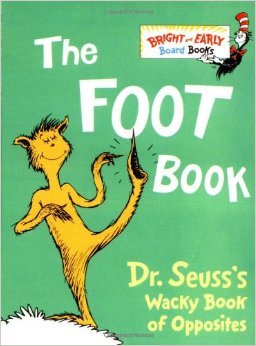 BRIGHT and EARLY
Board Books
The
FOOT
BOOK
Dr. Seuss's
Wacky Book
of Opposites